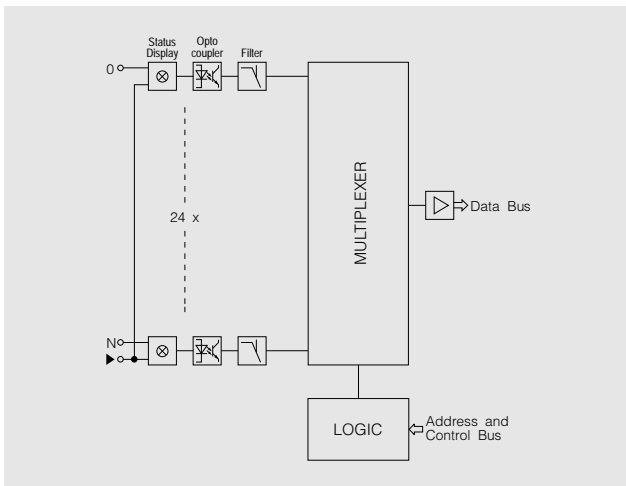 Status
Display
Opto
coupler
Filter
0
24 x
MULTIPLEXER
Data Bus
N
LOGIC
Address and
Control Bus